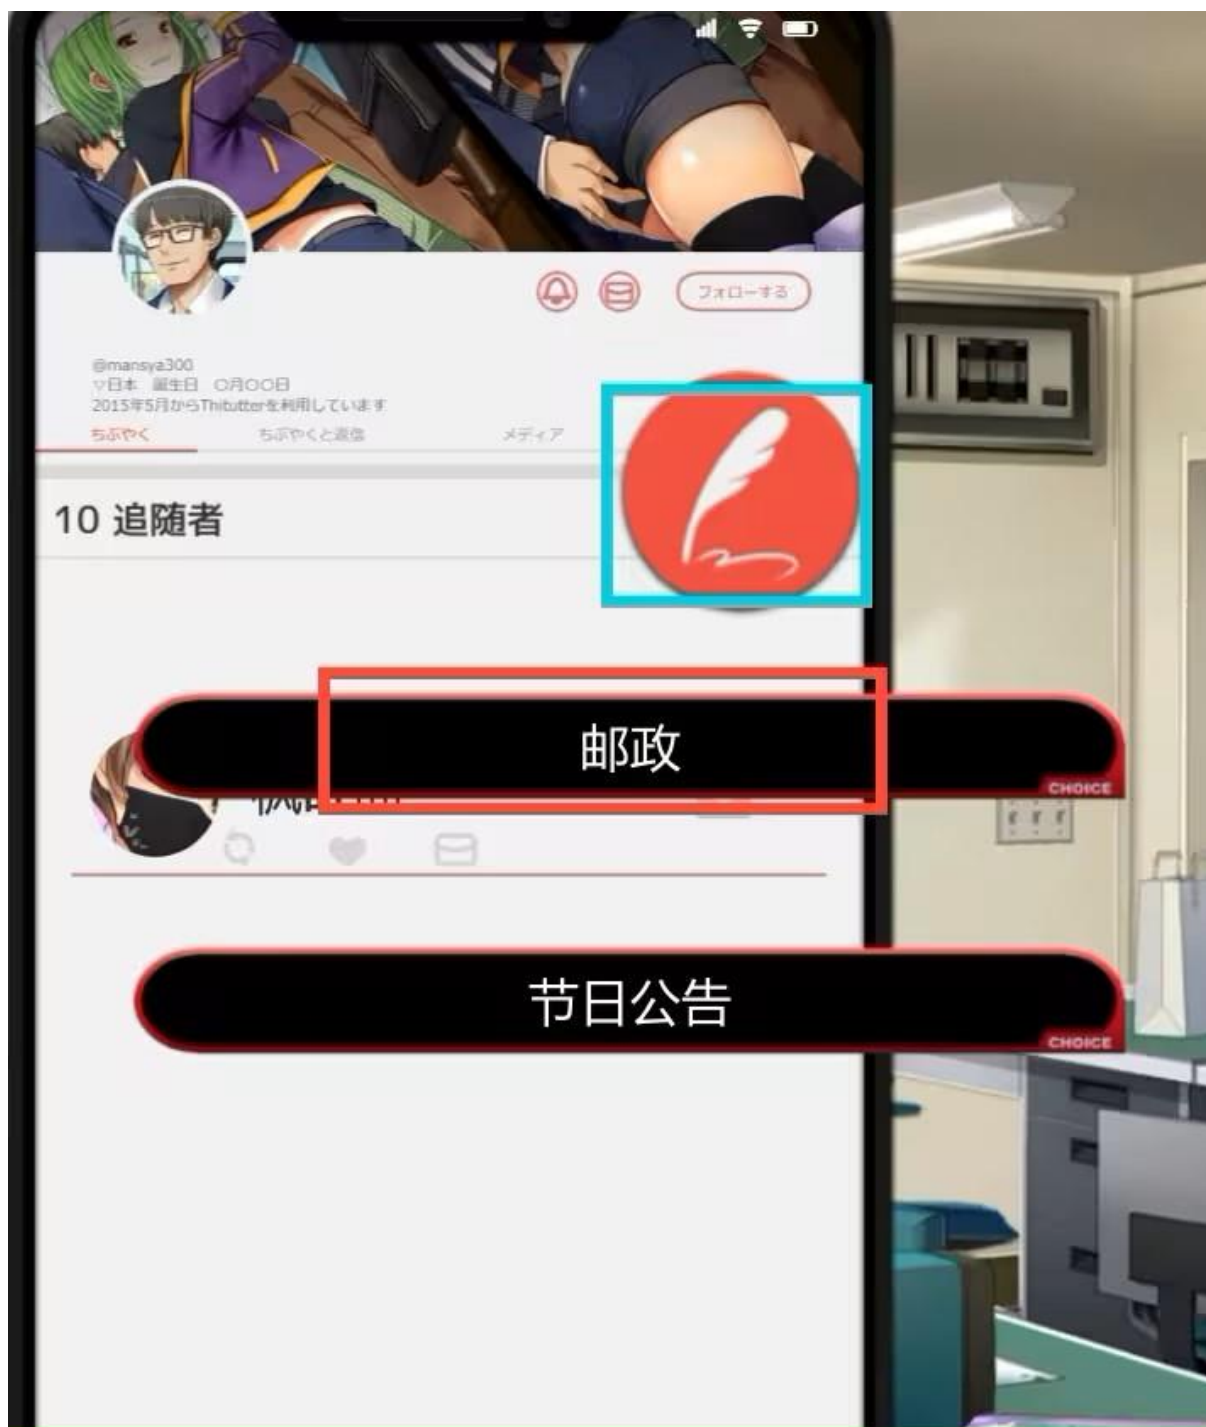 フォローする
@mansya300
▽日本　誕生日　〇月〇〇日
2015年5月からThitutterを利用しています
ちぶやく ちぶやくと返信 メディア
10 追随者
邮政
CHOICE
节日公告
CHOICE